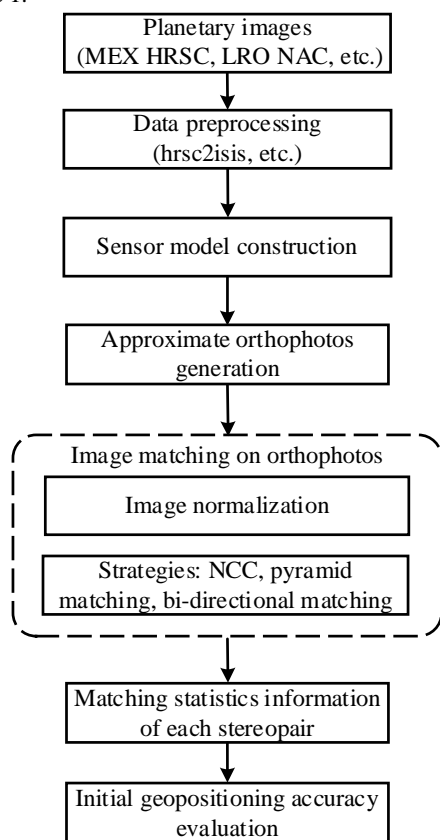 Planetary images
(MEX HRSC, LRO NAC, etc.)
Data preprocessing
(hrsc2isis, etc.)
Sensor model construction
Approximate orthophotos
generation
Image matching on orthophotos
Image normalization
Strategies: NCC, pyramid
matching, bi-directional matching
Matching statistics information
of each stereopair
Initial geopositioning accuracy
evaluation